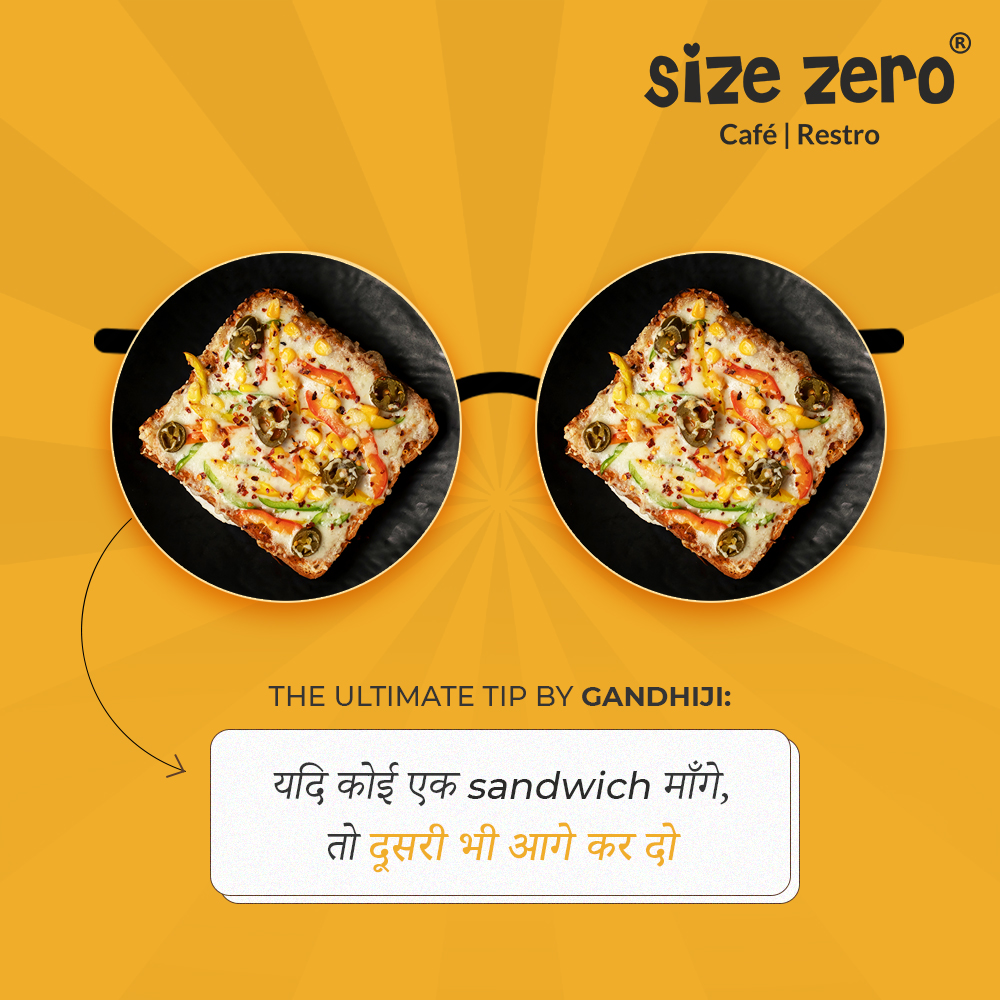 size zero®
Café | Restro
THE ULTIMATE TIP BY GANDHIJI:
यदि कोई एक sandwich माँगे,
तो दूसरी भी आगे कर दो